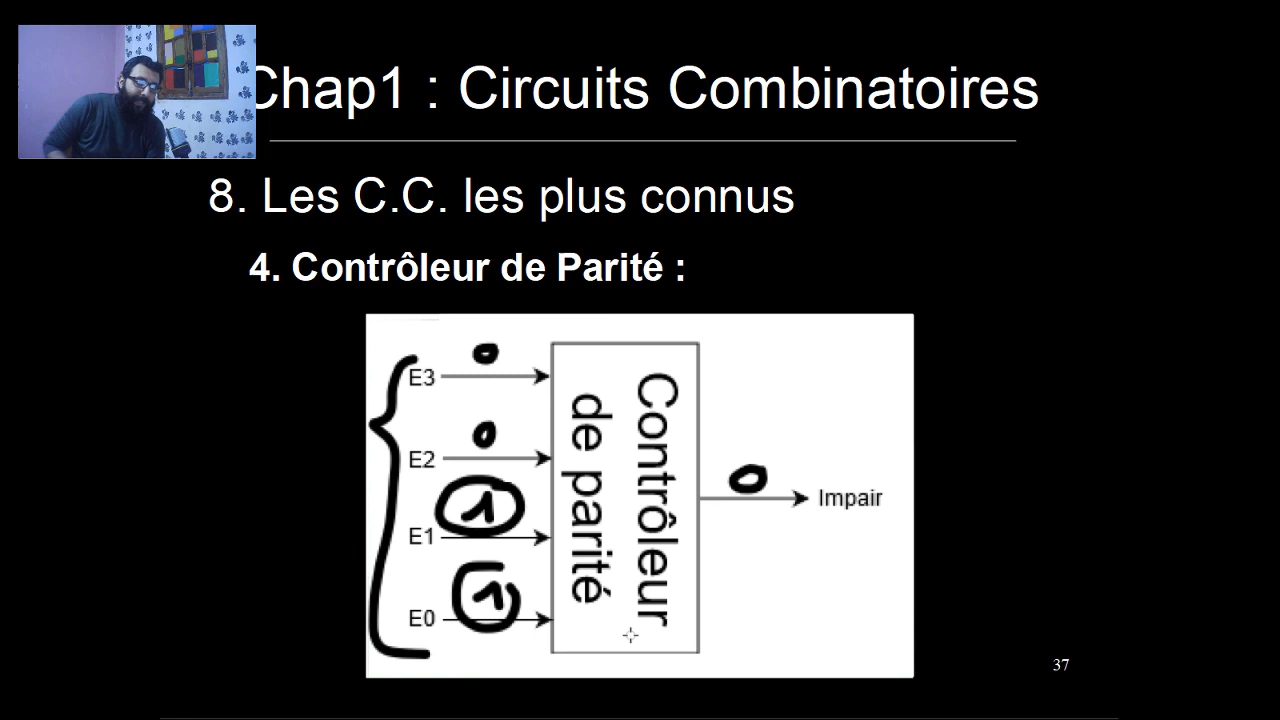 Chap1 : Circuits Combinatoires
8. Les C.C. les plus connus
4. Contrôleur de Parité :
E3 0
E2 0
E1 1
E0 1
Contrôleur
de parité
0 Impair
37